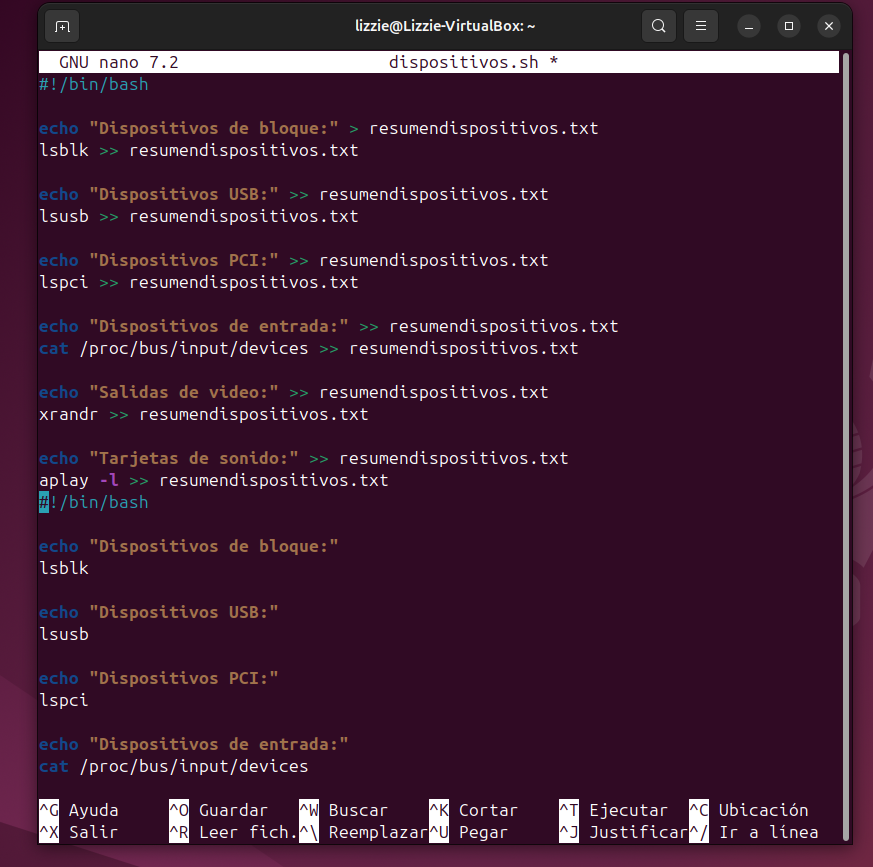 lizzie@Lizzie-VirtualBox: ~
GNU nano 7.2 dispositivos.sh *
#!/bin/bash
echo "Dispositivos de bloque:" > resumendispositivos.txt
lsblk >> resumendispositivos.txt
echo "Dispositivos USB:" >> resumendispositivos.txt
lsusb >> resumendispositivos.txt
echo "Dispositivos PCI:" >> resumendispositivos.txt
lspci >> resumendispositivos.txt
echo "Dispositivos de entrada:" >> resumendispositivos.txt
cat /proc/bus/input/devices >> resumendispositivos.txt
echo "Salidas de video:" >> resumendispositivos.txt
xrandr >> resumendispositivos.txt
echo "Tarjetas de sonido:" >> resumendispositivos.txt
aplay -l >> resumendispositivos.txt
#!/bin/bash
echo "Dispositivos de bloque:"
lsblk
echo "Dispositivos USB:"
lsusb
echo "Dispositivos PCI:"
lspci
echo "Dispositivos de entrada:"
cat /proc/bus/input/devices
^G Ayuda ^O Guardar ^W Buscar ^K Cortar ^T Ejecutar ^C Ubicación
^X Salir ^R Leer fich. ^\ Reemplazar ^U Pegar ^J Justificar ^/ Ir a línea